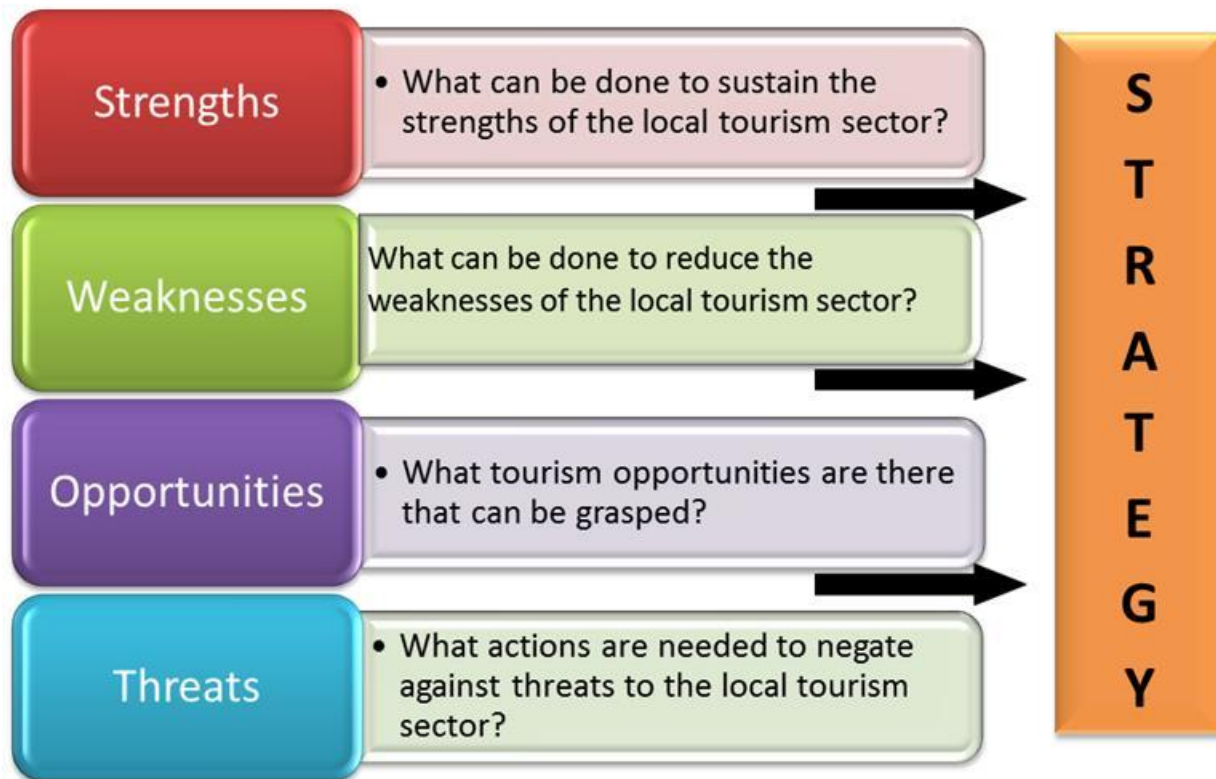 Strengths
• What can be done to sustain the
strengths of the local tourism sector?
Weaknesses
What can be done to reduce the
weaknesses of the local tourism sector?
Opportunities
• What tourism opportunities are there
that can be grasped?
Threats
• What actions are needed to negate
against threats to the local tourism
sector?
S
T
R
A
T
E
G
Y